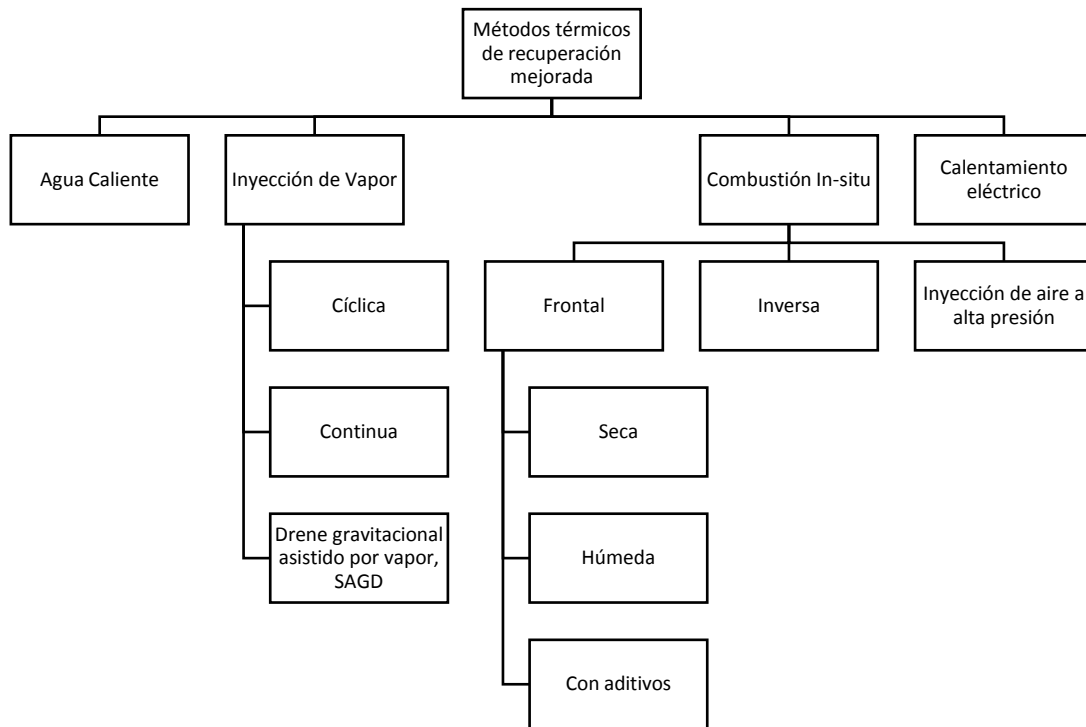 Métodos térmicos
de recuperación
mejorada
Agua Caliente
Inyección de Vapor
Combustión In-situ
Calentamiento
eléctrico
Cíclica
Frontal
Inversa
Inyección de aire a
alta presión
Continua
Seca
Drene gravitacional
asistido por vapor,
SAGD
Húmeda
Con aditivos